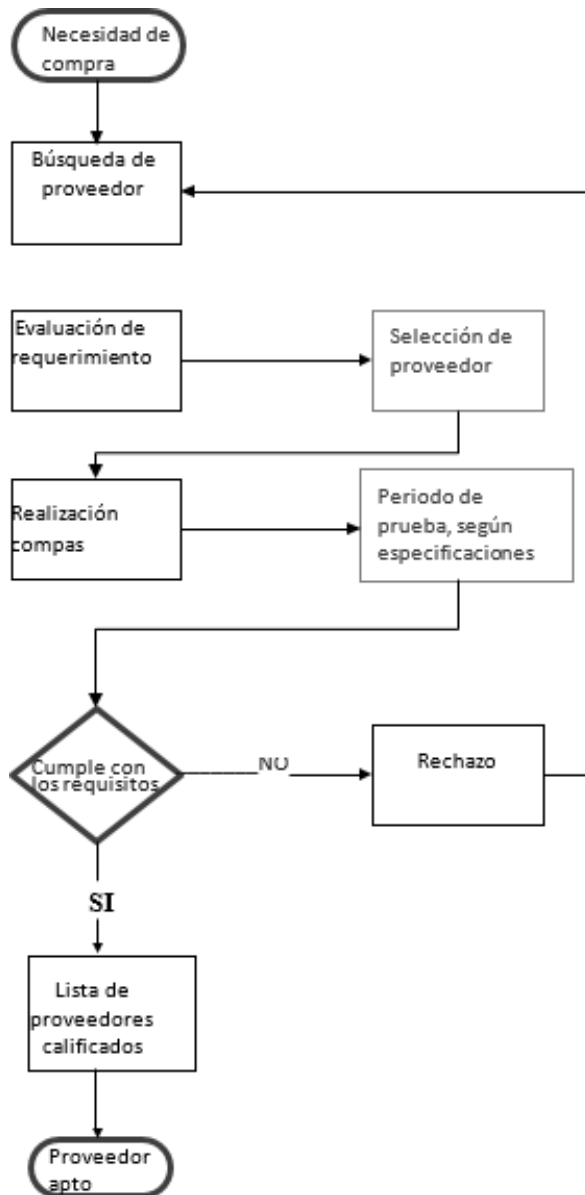 Necesidad de
compra
Búsqueda de
proveedor
Evaluación de
requerimiento
Selección de
proveedor
Realización
compas
Periodo de
prueba, según
especificaciones
Cumple con
los requisitos
NO
Rechazo
SI
Lista de
proveedores
calificados
Proveedor
apto